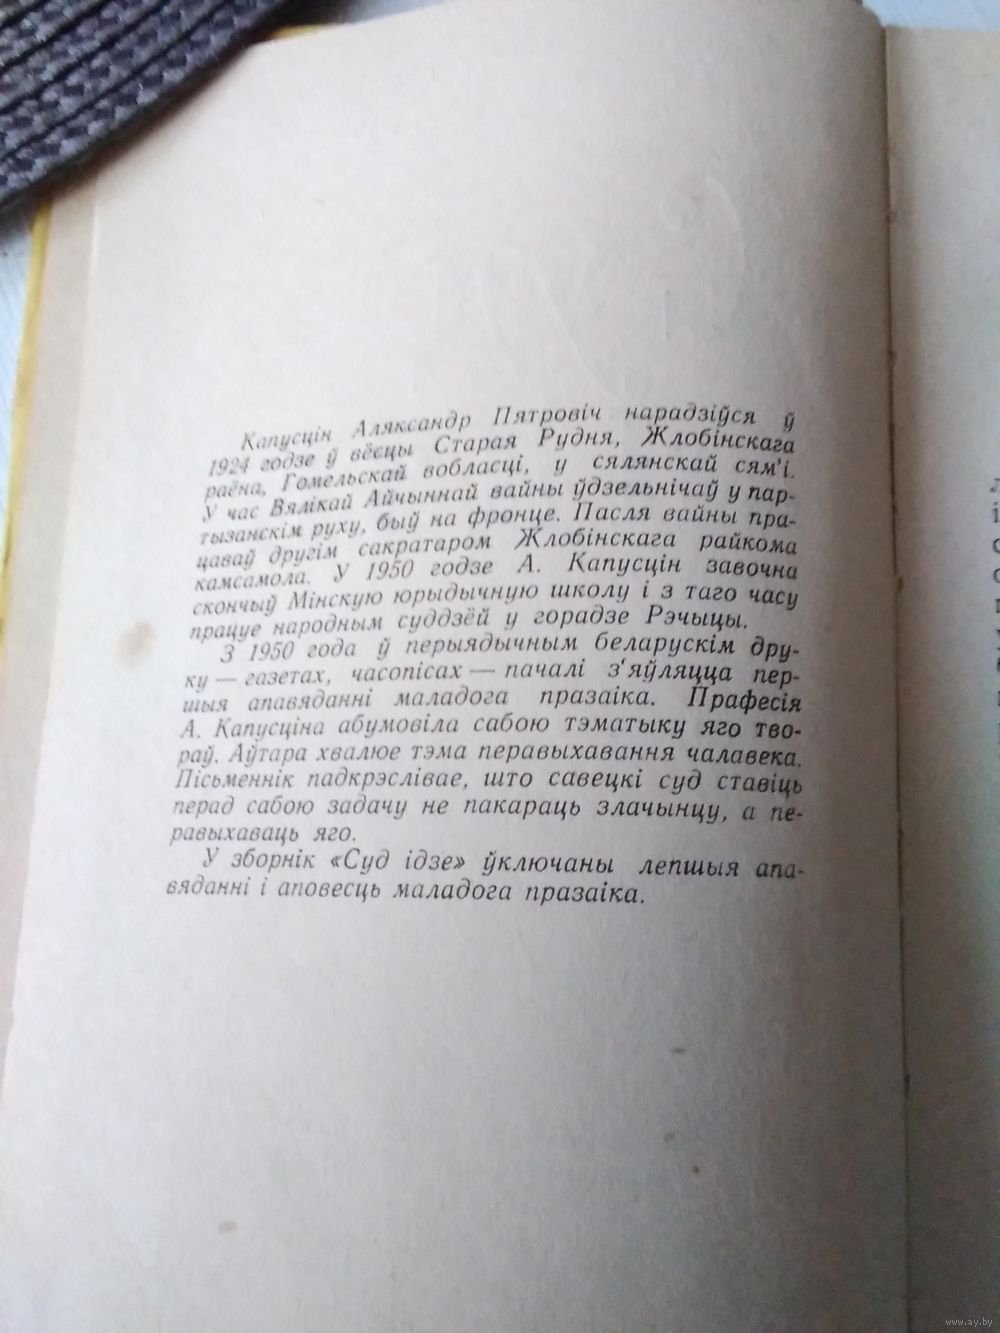 Капусцін Аляксандр Пятровіч нарадзіўся ў
1924 годзе ў вёсцы Старая Рудня, Жлобінскага
раёна, Гомельскай вобласці, у сялянскай сям'і.
У час Вялікай Айчыннай вайны ўдзельнічаў у пар-
тызанскім руху, быў на фронце. Пасля вайны пра-
цаваў другім сакратаром Жлобінскага райкома
камсамола. У 1950 годзе А. Капусцін завочна
скончыў Мінскую юрыдычную школу і з таго часу
працуе народным суддзёй у горадзе Рэчыцы.
З 1950 года ў перыядычным беларускім дру-
ку — газетах, часопісах — пачалі з‘яўляцца пер-
шыя апавяданні маладога празаіка. Прафесія
А. Капусціна абумовіла сабою тэматыку яго тво-
раў. Аўтара хвалюе тэма перавыхавання чалавека.
Пісьменнік падкрэслівае, што савецкі суд ставіць
перад сабою задачу не пакараць злачынцу, а пе-
равыхаваць яго.
У зборнік «Суд ідзе» ўключаны лепшыя апа-
вяданні і аповесць маладога празаіка.
www.ay.by